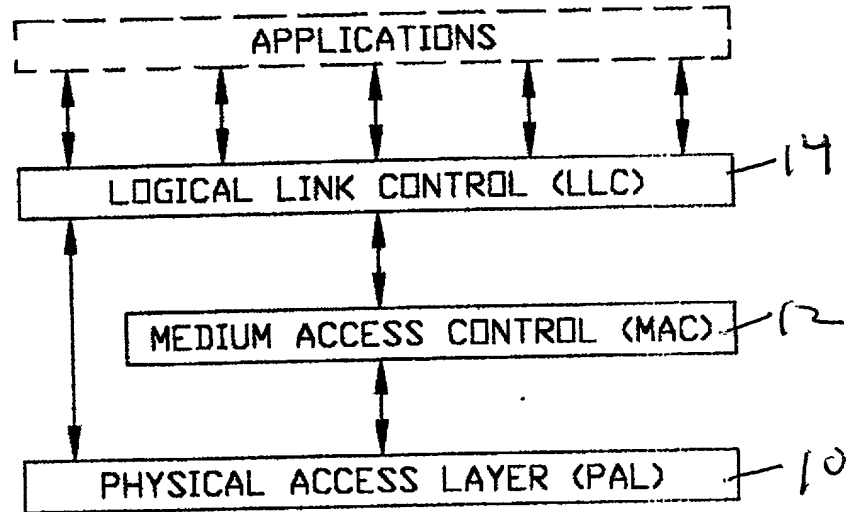 APPLICATIONS
LOGICAL LINK CONTROL (LLC)
14
MEDIUM ACCESS CONTROL (MAC)
12
PHYSICAL ACCESS LAYER (PAL)
10